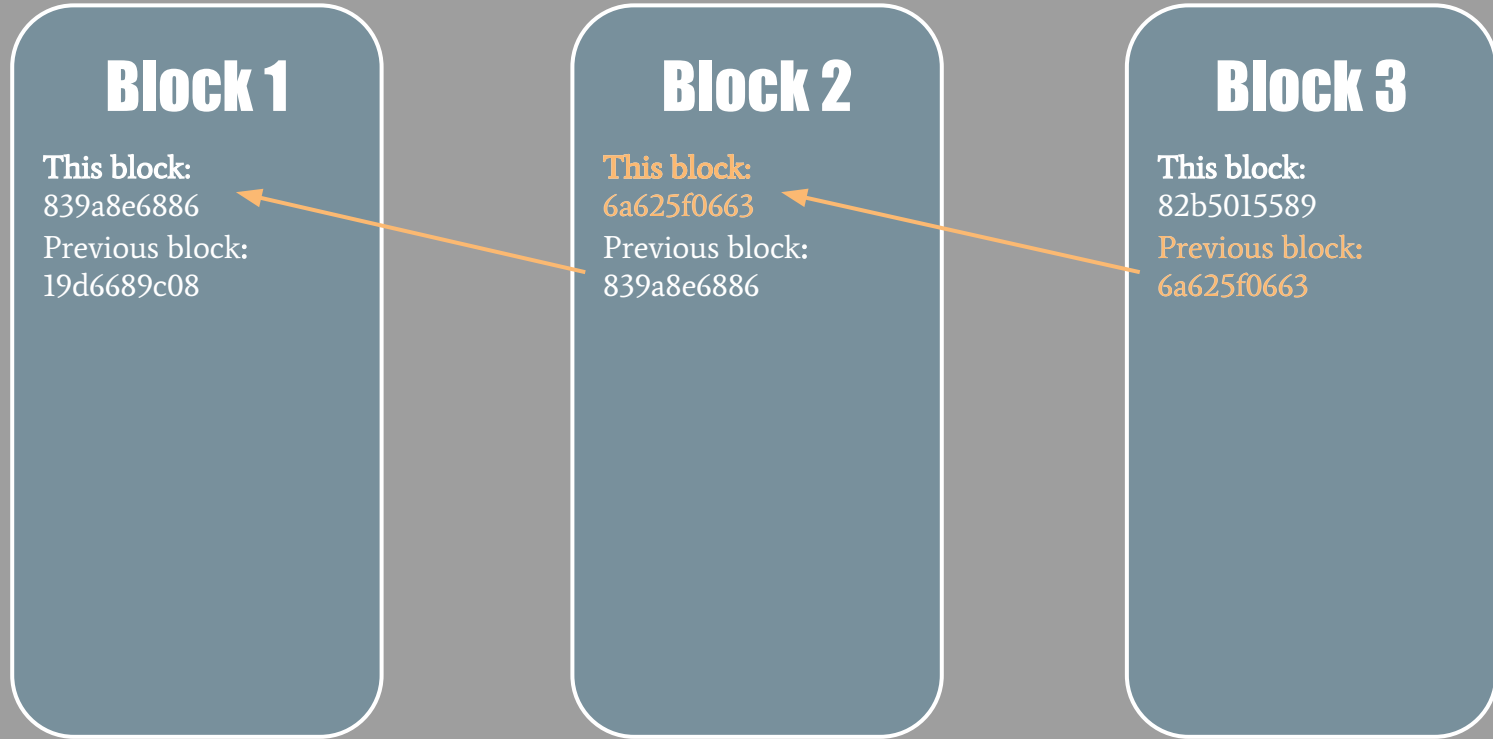 Block 1
This block:
839a8e6886
Previous block:
19d6689c08
Block 2
This block:
6a625f0663
Previous block:
839a8e6886
Block 3
This block:
82b5015589
Previous block:
6a625f0663